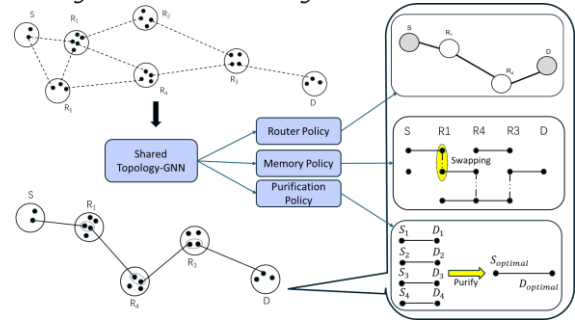 S
R1
R2
R3
R4
R5
D
Shared
Topology-GNN
Router Policy
Memory Policy
Purification
Policy
S
R1
R4
R3
D
S
R1
R4
D
S R1 R4 R3 D
Swapping
S1 D1
S2 D2
S3 D3
S4 D4
Purify
Soptimal
Doptimal